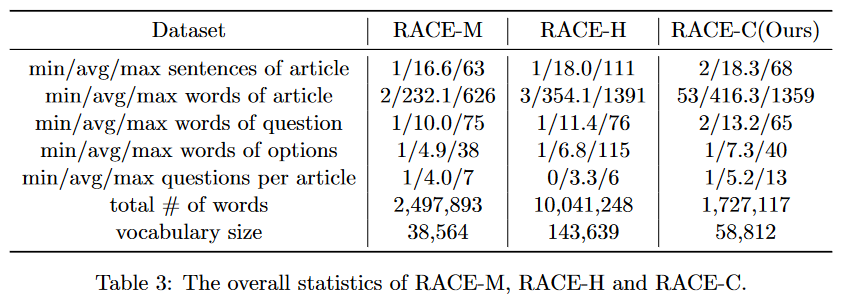 Dataset RACE-M RACE-H RACE-C(Ours)
min/avg/max sentences of article 1/16.6/63 1/18.0/111 2/18.3/68
min/avg/max words of article 2/232.1/626 3/354.1/1391 53/416.3/1359
min/avg/max words of question 1/10.0/75 1/11.4/76 2/13.2/65
min/avg/max words of options 1/4.9/38 1/6.8/115 1/7.3/40
min/avg/max questions per article 1/4.0/7 0/3.3/6 1/5.2/13
total # of words 2,497,893 10,041,248 1,727,117
vocabulary size 38,564 143,639 58,812
Table 3: The overall statistics of RACE-M, RACE-H and RACE-C.